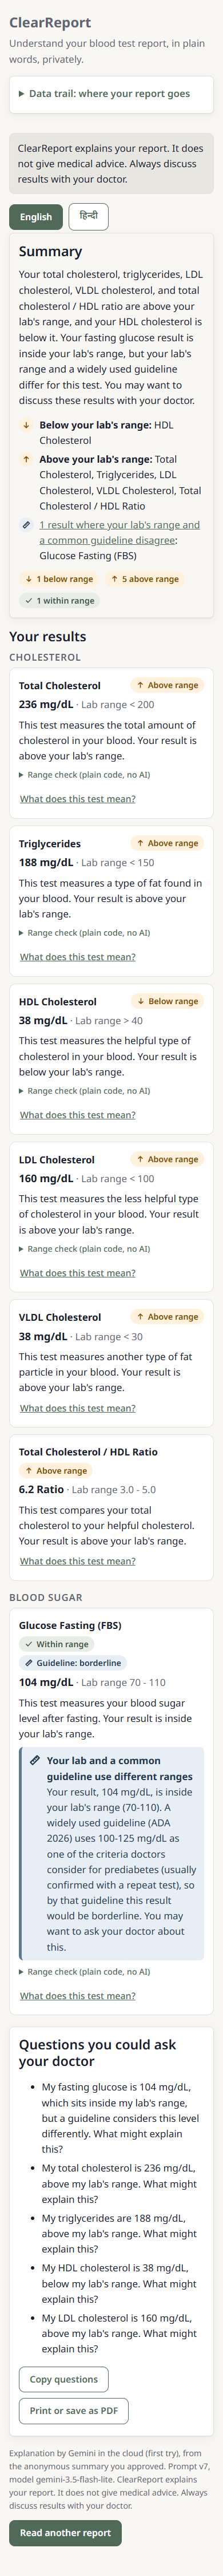 ClearReport
Understand your blood test report, in plain
words, privately.
▶ Data trail: where your report goes
ClearReport explains your report. It does
not give medical advice. Always discuss
results with your doctor.
English
हिन्दी
Summary
Your total cholesterol, triglycerides, LDL
cholesterol, VLDL cholesterol, and total
cholesterol / HDL ratio are above your
lab's range, and your HDL cholesterol is
below it. Your fasting glucose result is
inside your lab's range, but your lab's
range and a widely used guideline
differ for this test. You may want to
discuss these results with your doctor.
↓ Below your lab's range: HDL
Cholesterol
↑ Above your lab's range: Total
Cholesterol, Triglycerides, LDL
Cholesterol, VLDL Cholesterol, Total
Cholesterol / HDL Ratio
1 result where your lab's range and
a common guideline disagree:
Glucose Fasting (FBS)
↓ 1 below range
↑ 5 above range
✓ 1 within range
Your results
CHOLESTEROL
Total Cholesterol
↑ Above range
236 mg/dL · Lab range < 200
This test measures the total amount of
cholesterol in your blood. Your result is
above your lab's range.
▶ Range check (plain code, no AI)
What does this test mean?
Triglycerides
↑ Above range
188 mg/dL · Lab range < 150
This test measures a type of fat found in
your blood. Your result is above your
lab's range.
▶ Range check (plain code, no AI)
What does this test mean?
HDL Cholesterol
↓ Below range
38 mg/dL · Lab range > 40
This test measures the helpful type of
cholesterol in your blood. Your result is
below your lab's range.
▶ Range check (plain code, no AI)
What does this test mean?
LDL Cholesterol
↑ Above range
160 mg/dL · Lab range < 100
This test measures the less helpful type
of cholesterol in your blood. Your result
is above your lab's range.
▶ Range check (plain code, no AI)
What does this test mean?
VLDL Cholesterol
↑ Above range
38 mg/dL · Lab range < 30
This test measures another type of fat
particle in your blood. Your result is
above your lab's range.
What does this test mean?
Total Cholesterol / HDL Ratio
↑ Above range
6.2 Ratio · Lab range 3.0 - 5.0
This test compares your total
cholesterol to your helpful cholesterol.
Your result is above your lab's range.
What does this test mean?
BLOOD SUGAR
Glucose Fasting (FBS)
✓ Within range
Guideline: borderline
104 mg/dL · Lab range 70 - 110
This test measures your blood sugar
level after fasting. Your result is inside
your lab's range.
Your lab and a common
guideline use different ranges
Your result, 104 mg/dL, is inside
your lab's range (70-110). A
widely used guideline (ADA
2026) uses 100-125 mg/dL as
one of the criteria doctors
consider for prediabetes (usually
confirmed with a repeat test), so
by that guideline this result
would be borderline. You may
want to ask your doctor about
this.
▶ Range check (plain code, no AI)
What does this test mean?
Questions you could ask
your doctor
• My fasting glucose is 104 mg/dL,
which sits inside my lab's range,
but a guideline considers this level
differently. What might explain
this?
• My total cholesterol is 236 mg/dL,
above my lab's range. What might
explain this?
• My triglycerides are 188 mg/dL,
above my lab's range. What might
explain this?
• My HDL cholesterol is 38 mg/dL,
below my lab's range. What might
explain this?
• My LDL cholesterol is 160 mg/dL,
above my lab's range. What might
explain this?
Copy questions
Print or save as PDF
Explanation by Gemini in the cloud (first try), from
the anonymous summary you approved. Prompt v7,
model gemini-3.5-flash-lite. ClearReport explains
your report. It does not give medical advice. Always
discuss results with your doctor.
Read another report